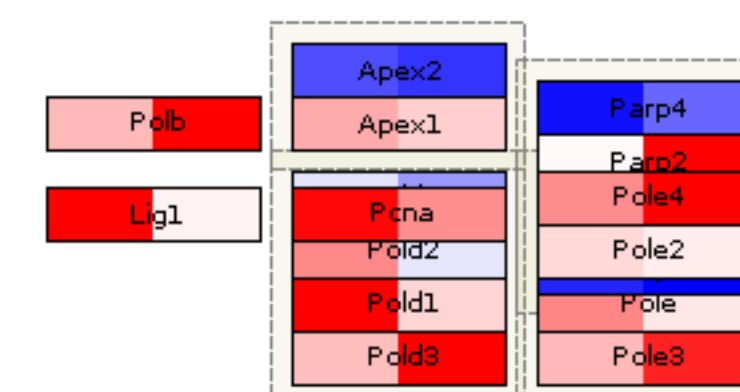 Apex2
Apex1
Polb
Lig1
Pcna
Pold2
Pold1
Pold3
Parp4
Parp2
Pole4
Pole2
Pole
Pole3